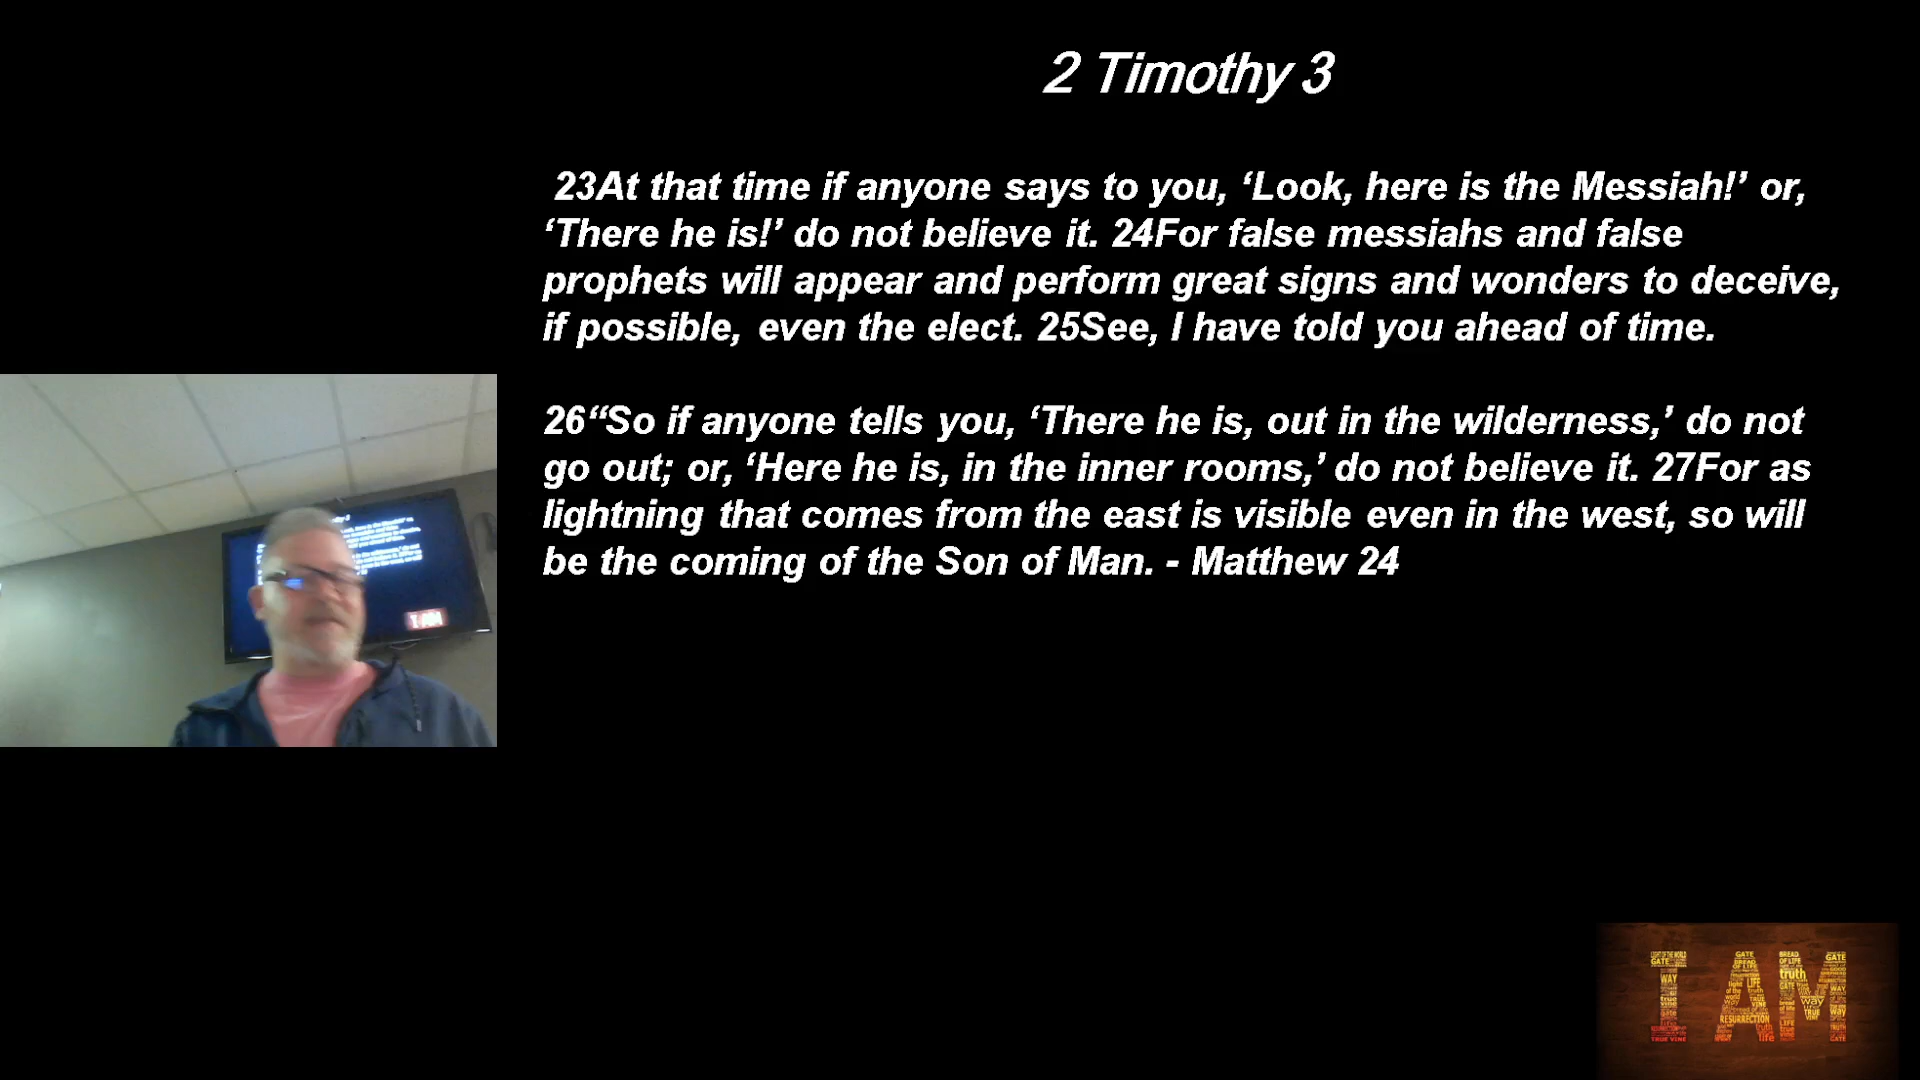 2 Timothy 3
23At that time if anyone says to you, ‘Look, here is the Messiah!’ or,
‘There he is!’ do not believe it. 24For false messiahs and false
prophets will appear and perform great signs and wonders to deceive,
if possible, even the elect. 25See, I have told you ahead of time.
26“So if anyone tells you, ‘There he is, out in the wilderness,’ do not
go out; or, ‘Here he is, in the inner rooms,’ do not believe it. 27For as
lightning that comes from the east is visible even in the west, so will
be the coming of the Son of Man. - Matthew 24
I AM
I AM